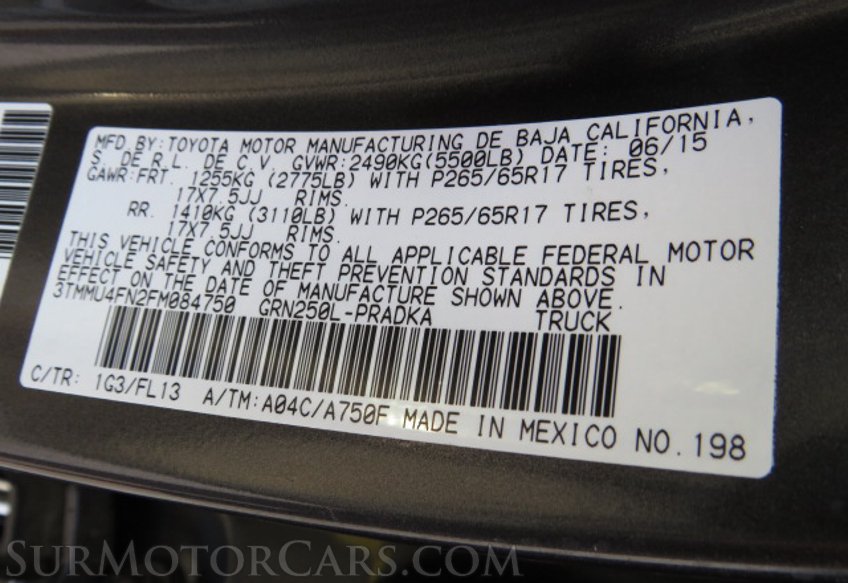 MFD BY:TOYOTA MOTOR MANUFACTURING DE BAJA CALIFORNIA,
S. DE R.L. DE C.V. GVWR:2490KG(5500LB) DATE: 06/15
GAWR:FRT. 1255KG (2775LB) WITH P265/65R17 TIRES,
17X7.5JJ RIMS.
RR. 1410KG (3110LB) WITH P265/65R17 TIRES,
17X7.5JJ RIMS.
THIS VEHICLE CONFORMS TO ALL APPLICABLE FEDERAL MOTOR
VEHICLE SAFETY AND THEFT PREVENTION STANDARDS IN
EFFECT ON THE DATE OF MANUFACTURE SHOWN ABOVE.
3TMMU4FN2FM084750 GRN250L-PRADKA TRUCK
C/TR: 1G3/FL13 A/TM:A04C/A750F MADE IN MEXICO NO.198
SURMOTORCARS.COM